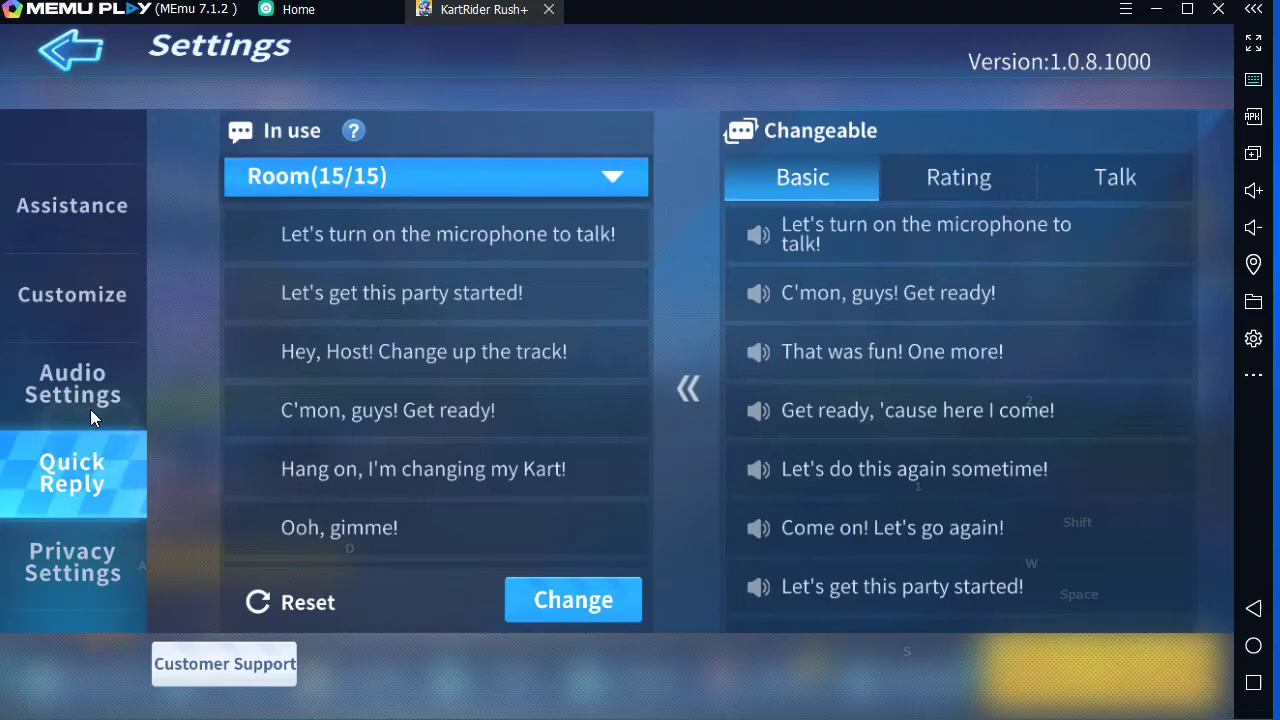 MEMU PLAY (MEmu 7.1.2 )
Home
KartRider Rush+
Settings
Version:1.0.8.1000
Assistance
Customize
Audio
Settings
Quick
Reply
Privacy
Settings
In use
?
Room(15/15)
Let's turn on the microphone to talk!
Let's get this party started!
Hey, Host! Change up the track!
C'mon, guys! Get ready!
Hang on, I'm changing my Kart!
Ooh, gimme!
D
A
Reset
Change
Changeable
Basic
Rating
Talk
Let's turn on the microphone to
talk!
C'mon, guys! Get ready!
That was fun! One more!
2
Get ready, 'cause here I come!
Let's do this again sometime!
1
Come on! Let's go again!
Shift
W
Let's get this party started!
Space
S
Customer Support
APK